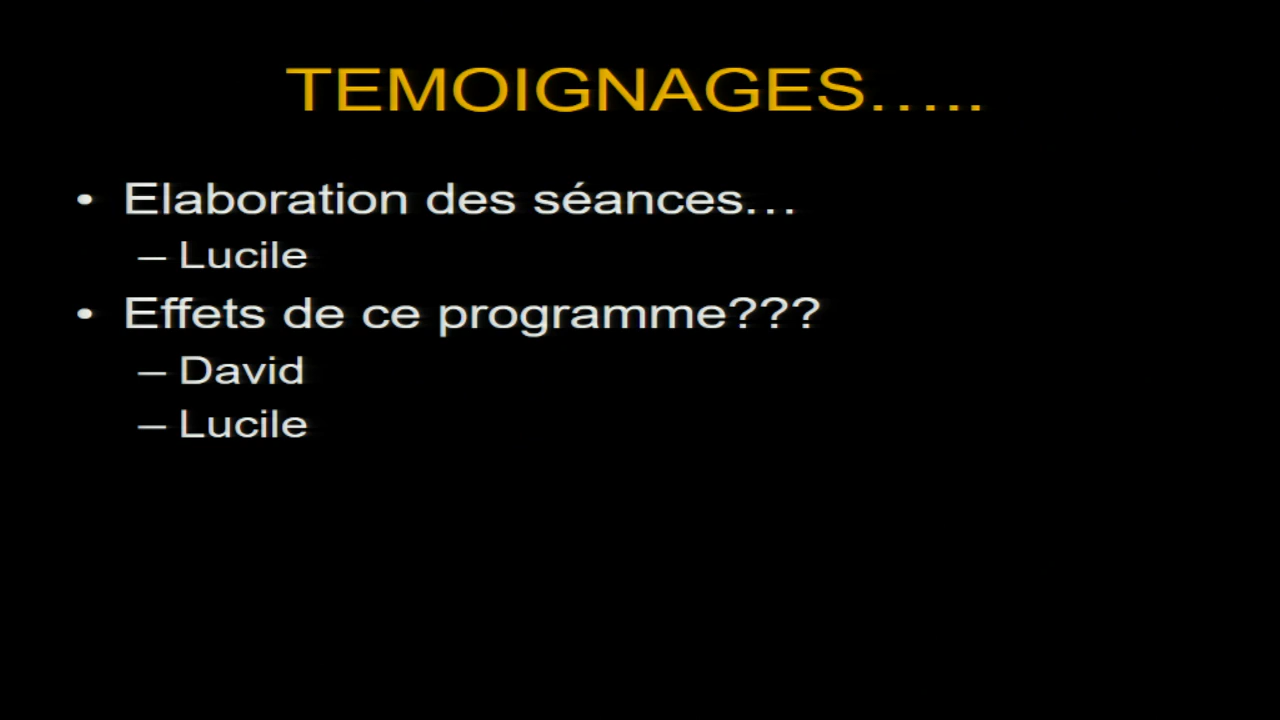 TEMOIGNAGES…..
• Elaboration des séances…
– Lucile
• Effets de ce programme???
– David
– Lucile